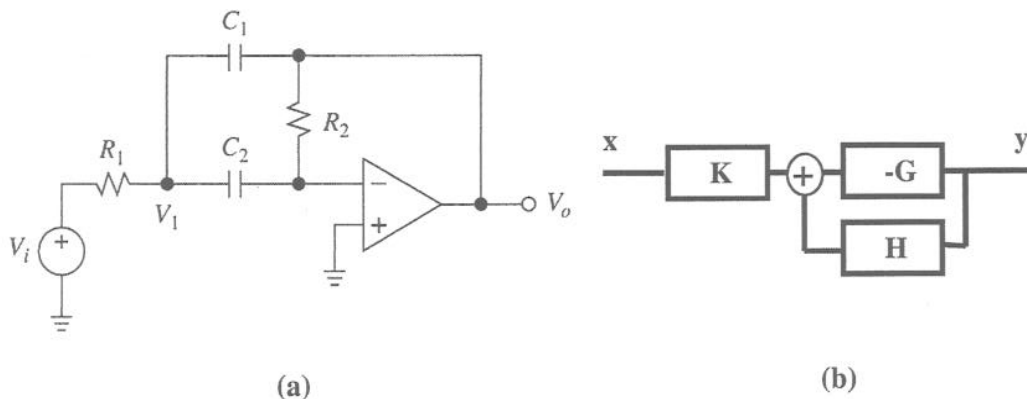 C₁
R₂
R₁
C₂
V₁
Vᵢ
+
−
+
Vₒ
(a)
x
K
+
-G
y
H
(b)